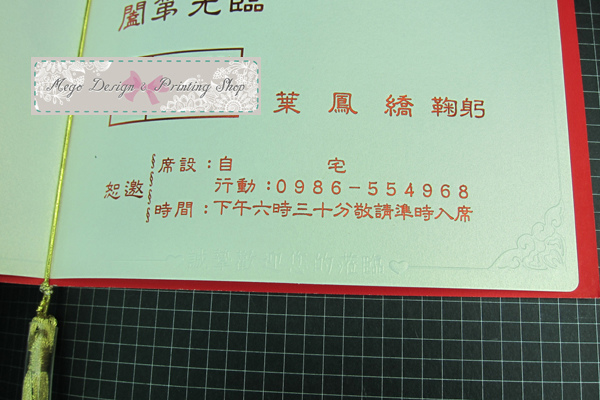 闔第光臨
Mego Design & Printing Shop
葉鳳繑 鞠躬
恕邀
席設：自宅
行動：0986-554968
時間：下午六時三十分敬請準時入席